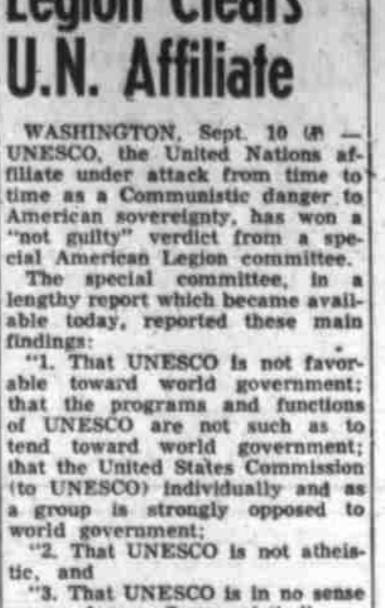 Legion Clears
U.N. Affiliate
WASHINGTON, Sept. 10 (AP) —
UNESCO, the United Nations af-
filiate under attack from time to
time as a Communistic danger to
American sovereignty, has won a
"not guilty" verdict from a spe-
cial American Legion committee.
The special committee, in a
lengthy report which became avail-
able today, reported these main
findings:
"1. That UNESCO is not favor-
able toward world government;
that the programs and functions
of UNESCO are not such as to
tend toward world government;
that the United States Commission
(to UNESCO) individually and as
a group is strongly opposed to
world government;
"2. That UNESCO is not atheis-
tic, and
"3. That UNESCO is in no sense